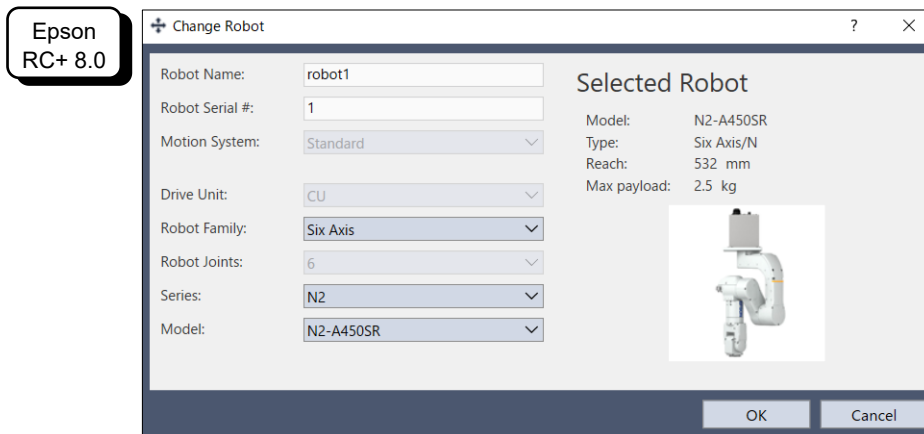 Epson
RC+ 8.0
Change Robot
?
Robot Name: robot1
Robot Serial #: 1
Motion System: Standard
Drive Unit: CU
Robot Family: Six Axis
Robot Joints: 6
Series: N2
Model: N2-A450SR
Selected Robot
Model: N2-A450SR
Type: Six Axis/N
Reach: 532 mm
Max payload: 2.5 kg
OK Cancel